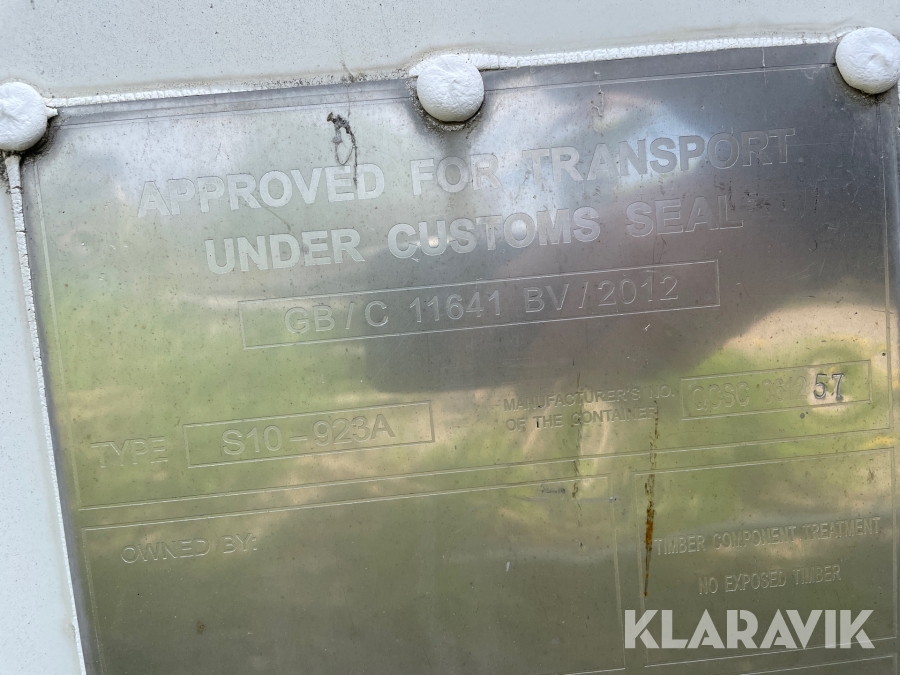 APPROVED FOR TRANSPORT
UNDER CUSTOMS SEAL
GB/C 11641 BV/2012
TYPE S10-923A
MANUFACTURER'S NO.
OF THE CONTAINER
57
OWNED BY:
TIMBER COMPONENT TREATMENT
NO EXPOSED TIMBER
KLARAVIK